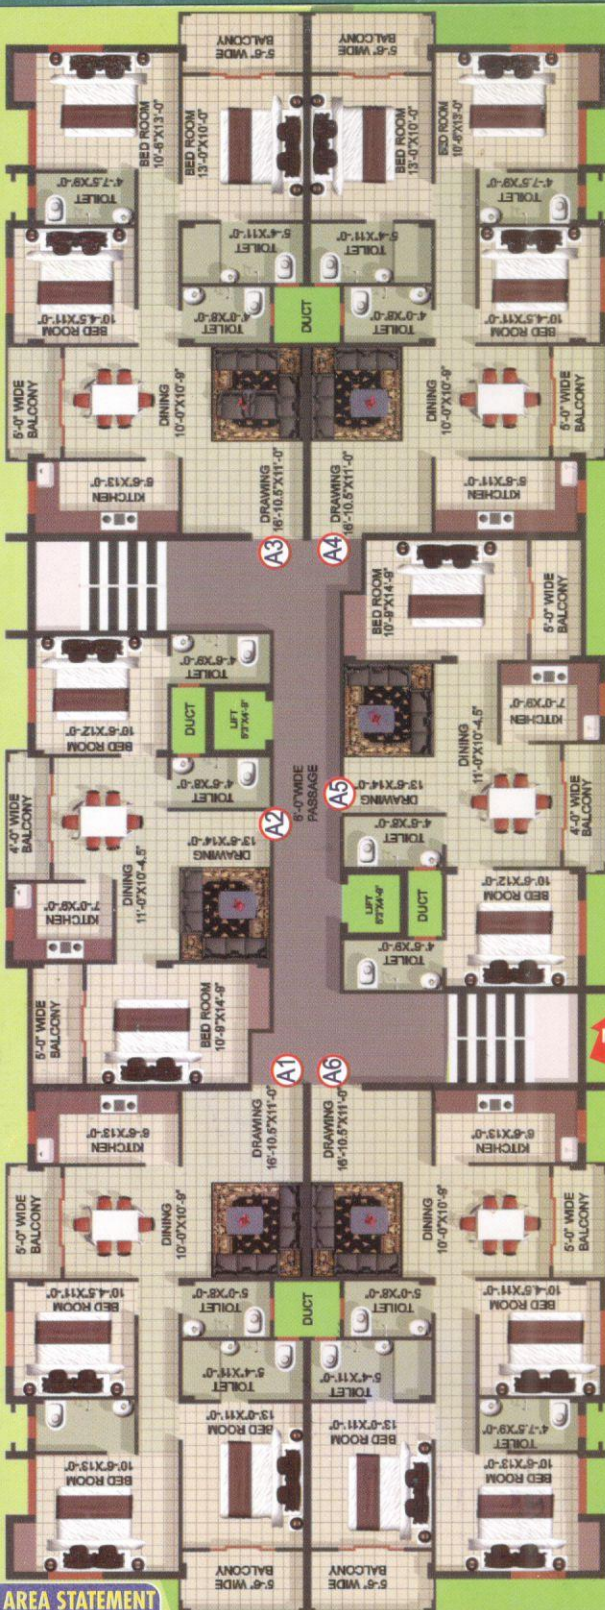 5'-6" WIDE
BALCONY
5'-6" WIDE
BALCONY
BED ROOM
10'-6"X13'-0"
BED ROOM
13'-0"X10'-0"
BED ROOM
13'-0"X10'-0"
BED ROOM
10'-6"X13'-0"
TOILET
4'-7.5"X9'-0"
TOILET
5'-4"X11'-0"
TOILET
5'-4"X11'-0"
TOILET
4'-7.5"X9'-0"
BED ROOM
10'-4.5"X11'-0"
TOILET
4'-0"X8'-0"
DUCT
TOILET
4'-0"X8'-0"
BED ROOM
10'-4.5"X11'-0"
5'-0" WIDE
BALCONY
DINING
10'-0"X10'-9"
DINING
10'-0"X10'-9"
5'-0" WIDE
BALCONY
KITCHEN
8'-6"X13'-0"
DRAWING
16'-10.5"X11'-0"
DRAWING
16'-10.5"X11'-0"
KITCHEN
8'-6"X11'-0"
A3
A4
BED ROOM
10'-9"X14'-9"
5'-0" WIDE
BALCONY
BED ROOM
10'-6"X12'-0"
TOILET
4'-6"X9'-0"
DUCT
LIFT
5'2"X4'-9"
KITCHEN
7'-0"X9'-0"
4'-0" WIDE
BALCONY
TOILET
4'-6"X8'-0"
DRAWING
13'-6"X14'-0"
A2
6'-0" WIDE
PASSAGE
A5
DRAWING
13'-6"X14'-0"
DINING
11'-0"X10'-4.5"
4'-0" WIDE
BALCONY
KITCHEN
7'-0"X9'-0"
DINING
11'-0"X10'-4.5"
TOILET
4'-6"X8'-0"
LIFT
5'2"X4'-9"
DUCT
BED ROOM
10'-6"X12'-0"
TOILET
4'-6"X9'-0"
5'-0" WIDE
BALCONY
BED ROOM
10'-9"X14'-9"
A1
A6
KITCHEN
8'-6"X13'-0"
DRAWING
16'-10.5"X11'-0"
DRAWING
16'-10.5"X11'-0"
KITCHEN
8'-6"X13'-0"
5'-0" WIDE
BALCONY
DINING
10'-0"X10'-9"
DINING
10'-0"X10'-9"
5'-0" WIDE
BALCONY
BED ROOM
10'-4.5"X11'-0"
TOILET
5'-0"X8'-0"
DUCT
TOILET
5'-0"X8'-0"
BED ROOM
10'-4.5"X11'-0"
TOILET
5'-4"X11'-0"
TOILET
5'-4"X11'-0"
TOILET
4'-7.5"X9'-0"
BED ROOM
10'-6"X13'-0"
BED ROOM
13'-0"X11'-0"
BED ROOM
13'-0"X11'-0"
BED ROOM
10'-6"X13'-0"
5'-6" WIDE
BALCONY
5'-6" WIDE
BALCONY
AREA STATEMENT